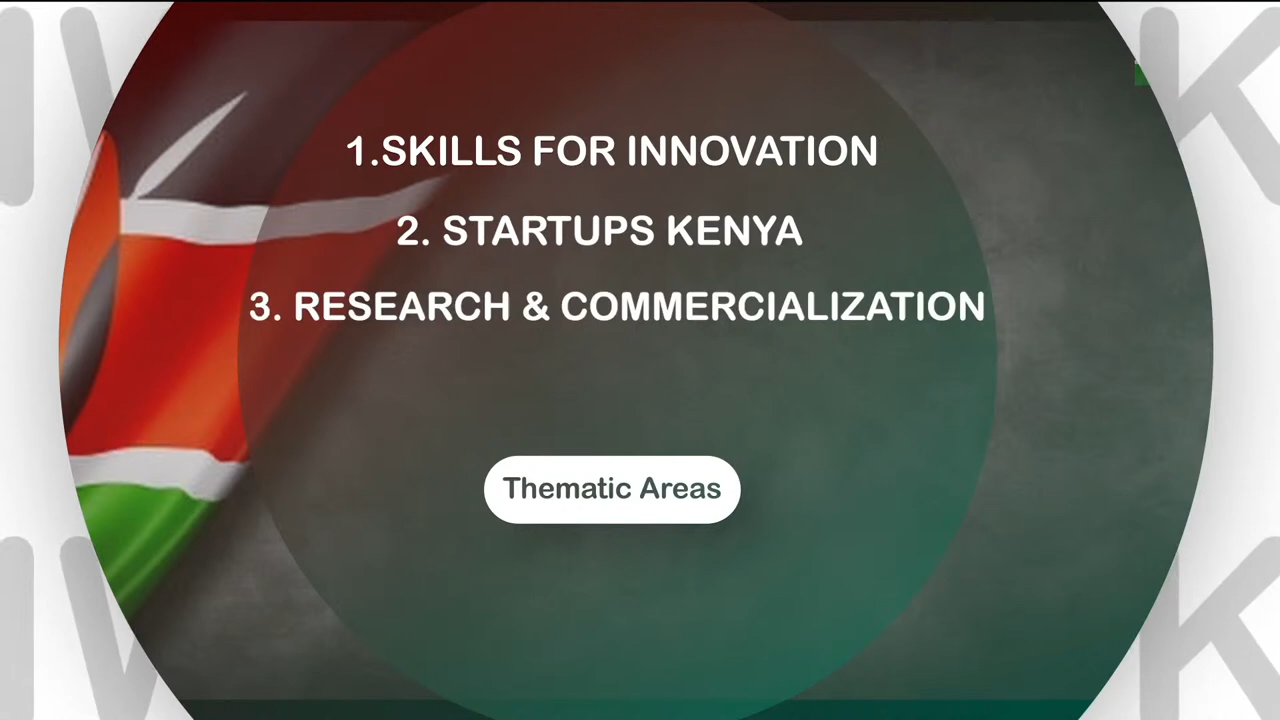 1.SKILLS FOR INNOVATION
2. STARTUPS KENYA
3. RESEARCH & COMMERCIALIZATION
Thematic Areas